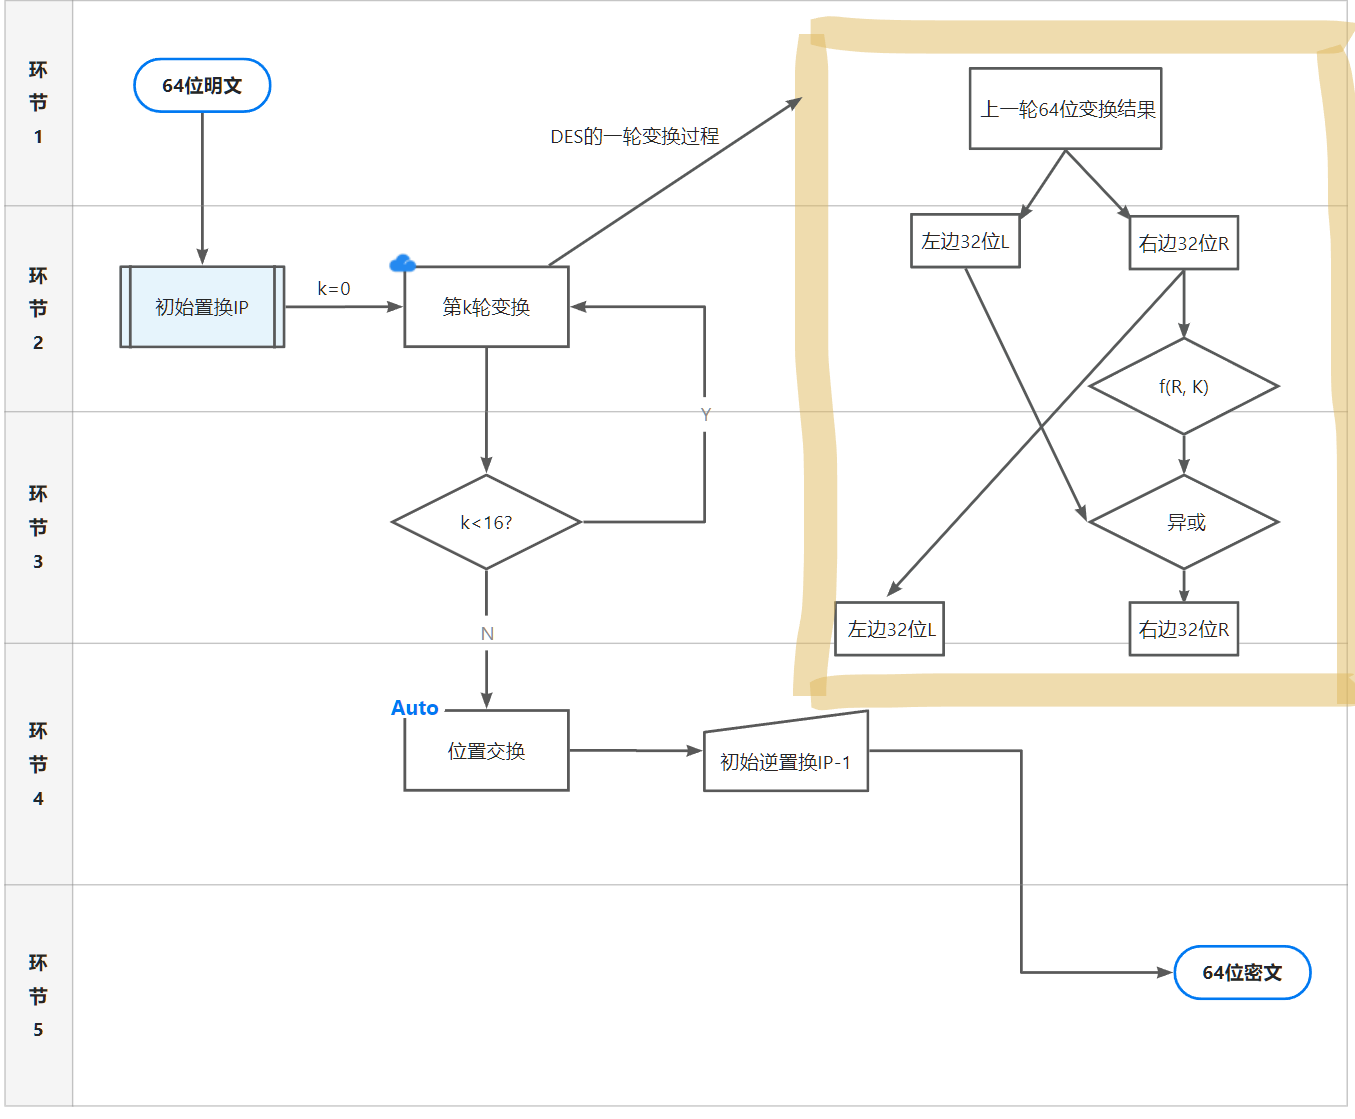 环
节
1
64位明文
DES的一轮变换过程
上一轮64位变换结果
环
节
2
左边32位L
右边32位R
初始置换IP
k=0
第k轮变换
f(R, K)
Y
环
节
3
k<16?
异或
N
左边32位L
右边32位R
环
节
4
Auto
位置交换
初始逆置换IP-1
环
节
5
64位密文